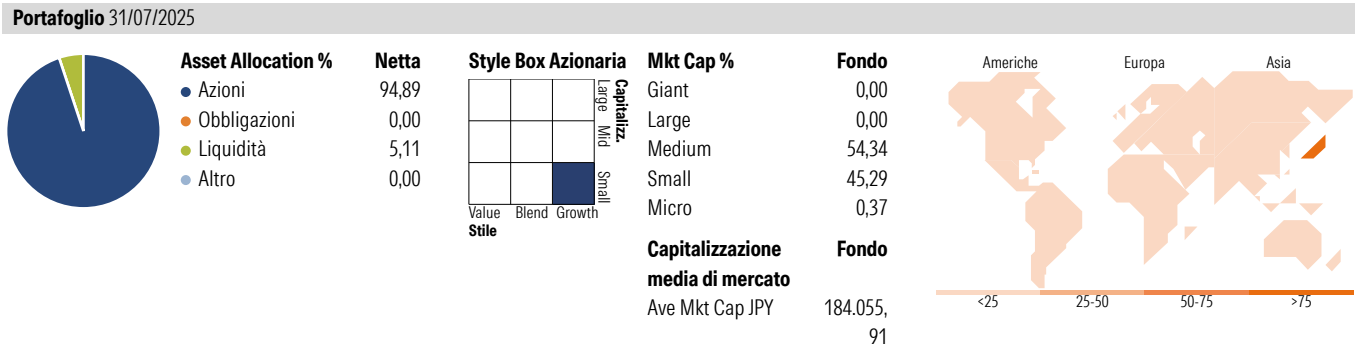 Portafoglio 31/07/2025
Asset Allocation % Netta
Azioni 94,89
Obbligazioni 0,00
Liquidità 5,11
Altro 0,00
Style Box Azionaria
Capitalizz.
Large Mid Small
Value Blend Growth
Stile
Mkt Cap % Fondo
Giant 0,00
Large 0,00
Medium 54,34
Small 45,29
Micro 0,37
Capitalizzazione Fondo
media di mercato
Ave Mkt Cap JPY 184.055,
91
Americhe Europa Asia
<25 25-50 50-75 >75